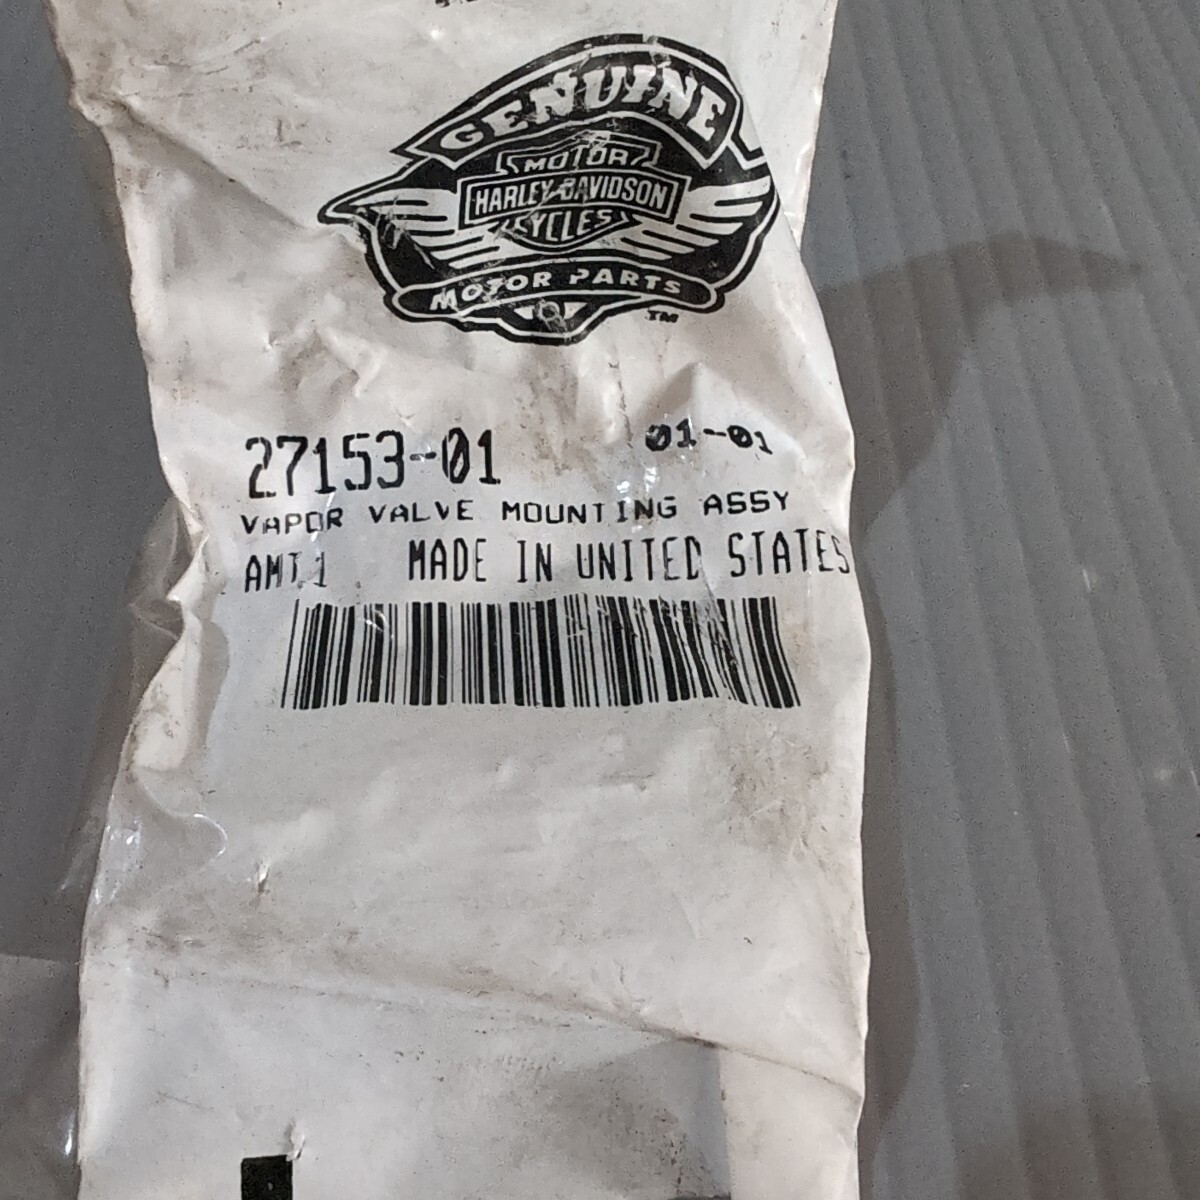 GENUINE
MOTOR
HARLEY-DAVIDSON
CYCLES
MOTOR PARTS
TM
27153-01 01-01
VAPOR VALVE MOUNTING ASSY
AMT.1 MADE IN UNITED STATES